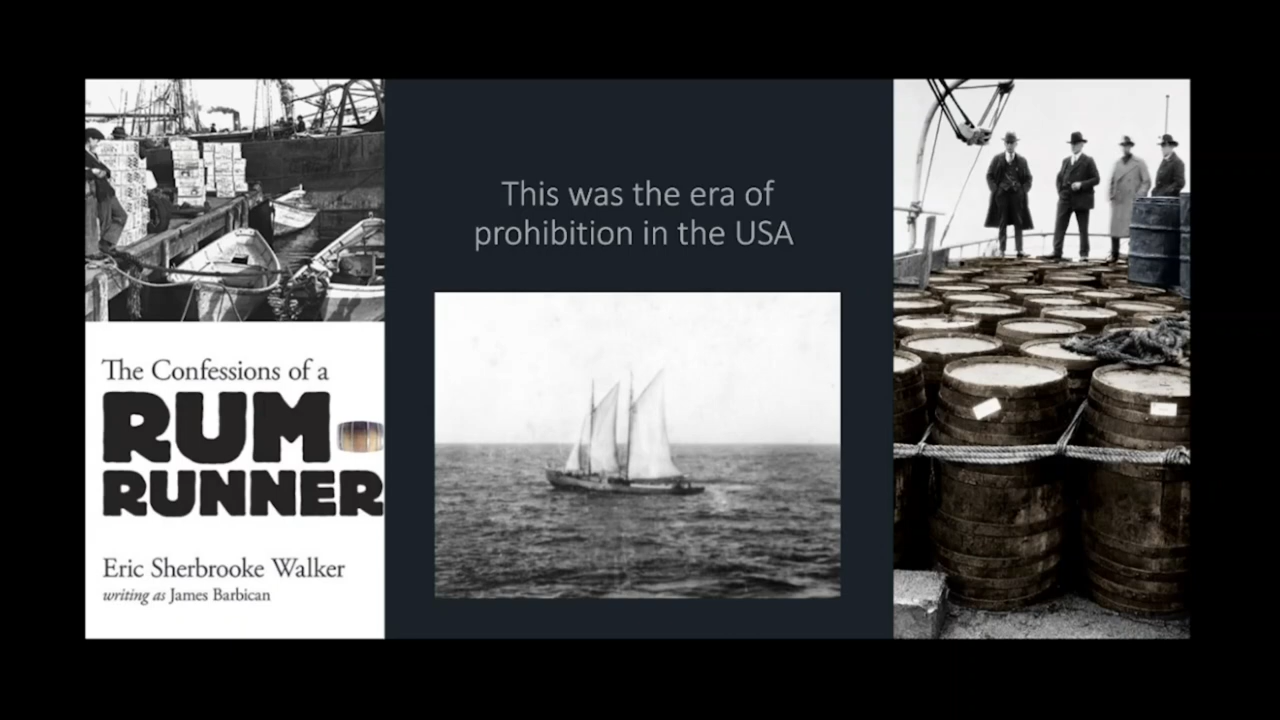 The Confessions of a
RUM
RUNNER
Eric Sherbrooke Walker
writing as James Barbican
This was the era of
prohibition in the USA